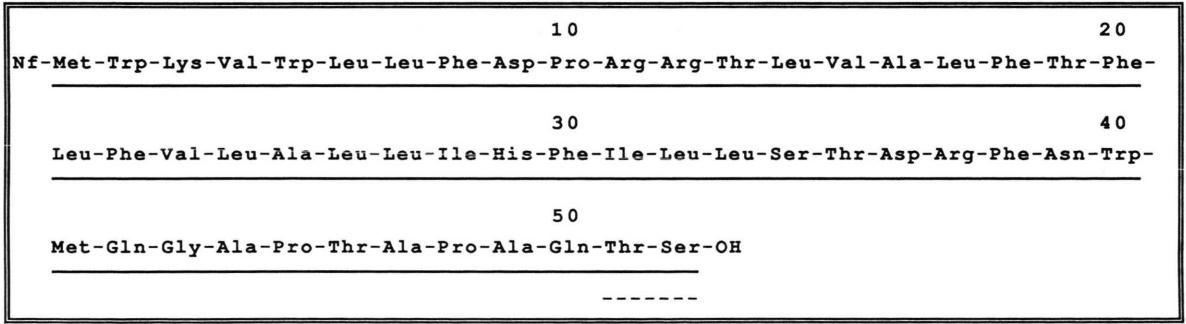 10 20
Nf-Met-Trp-Lys-Val-Trp-Leu-Leu-Phe-Asp-Pro-Arg-Arg-Thr-Leu-Val-Ala-Leu-Phe-Thr-Phe-
30 40
Leu-Phe-Val-Leu-Ala-Leu-Leu-Ile-His-Phe-Ile-Leu-Leu-Ser-Thr-Asp-Arg-Phe-Asn-Trp-
50
Met-Gln-Gly-Ala-Pro-Thr-Ala-Pro-Ala-Gln-Thr-Ser-OH